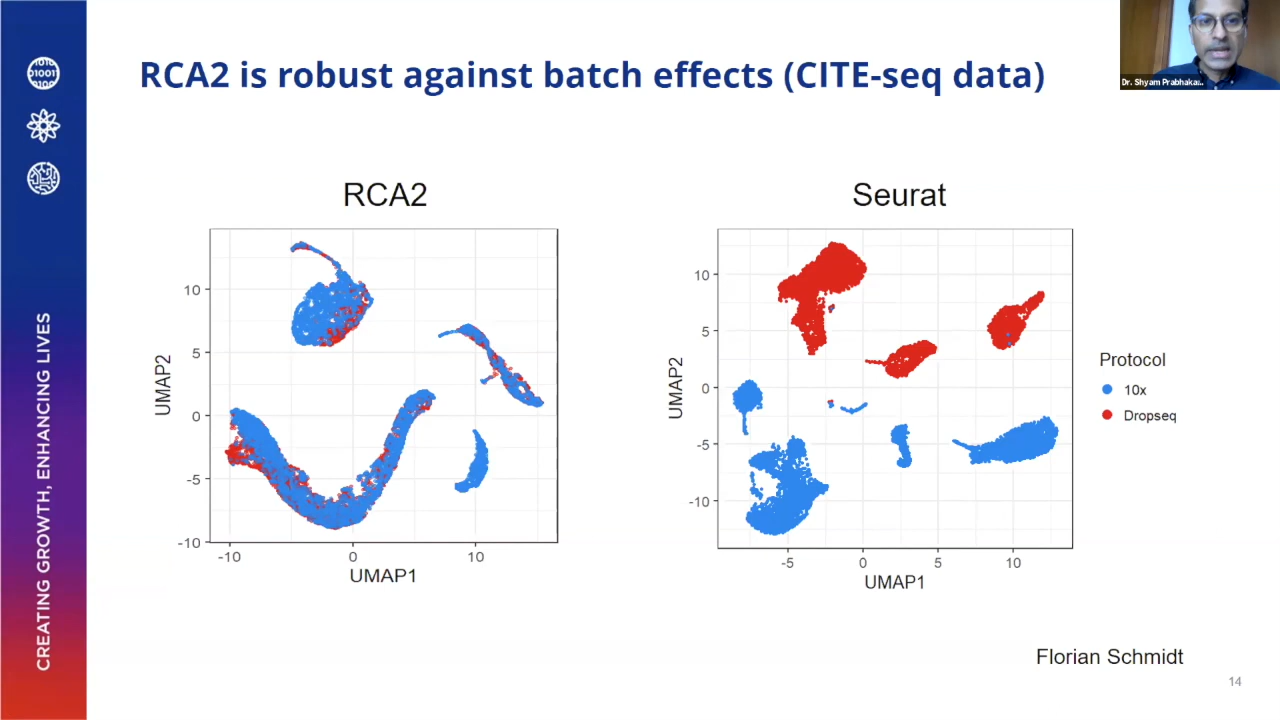 RCA2 is robust against batch effects (CITE-seq data)
Dr. Shyam Prabhaka...
CREATING GROWTH, ENHANCING LIVES
01001
RCA2
10
5
0
-5
-10
-10
0
10
UMAP2
UMAP1
Seurat
10
5
0
-5
-10
-5
0
5
10
UMAP2
UMAP1
Protocol
10x
Dropseq
Florian Schmidt
14